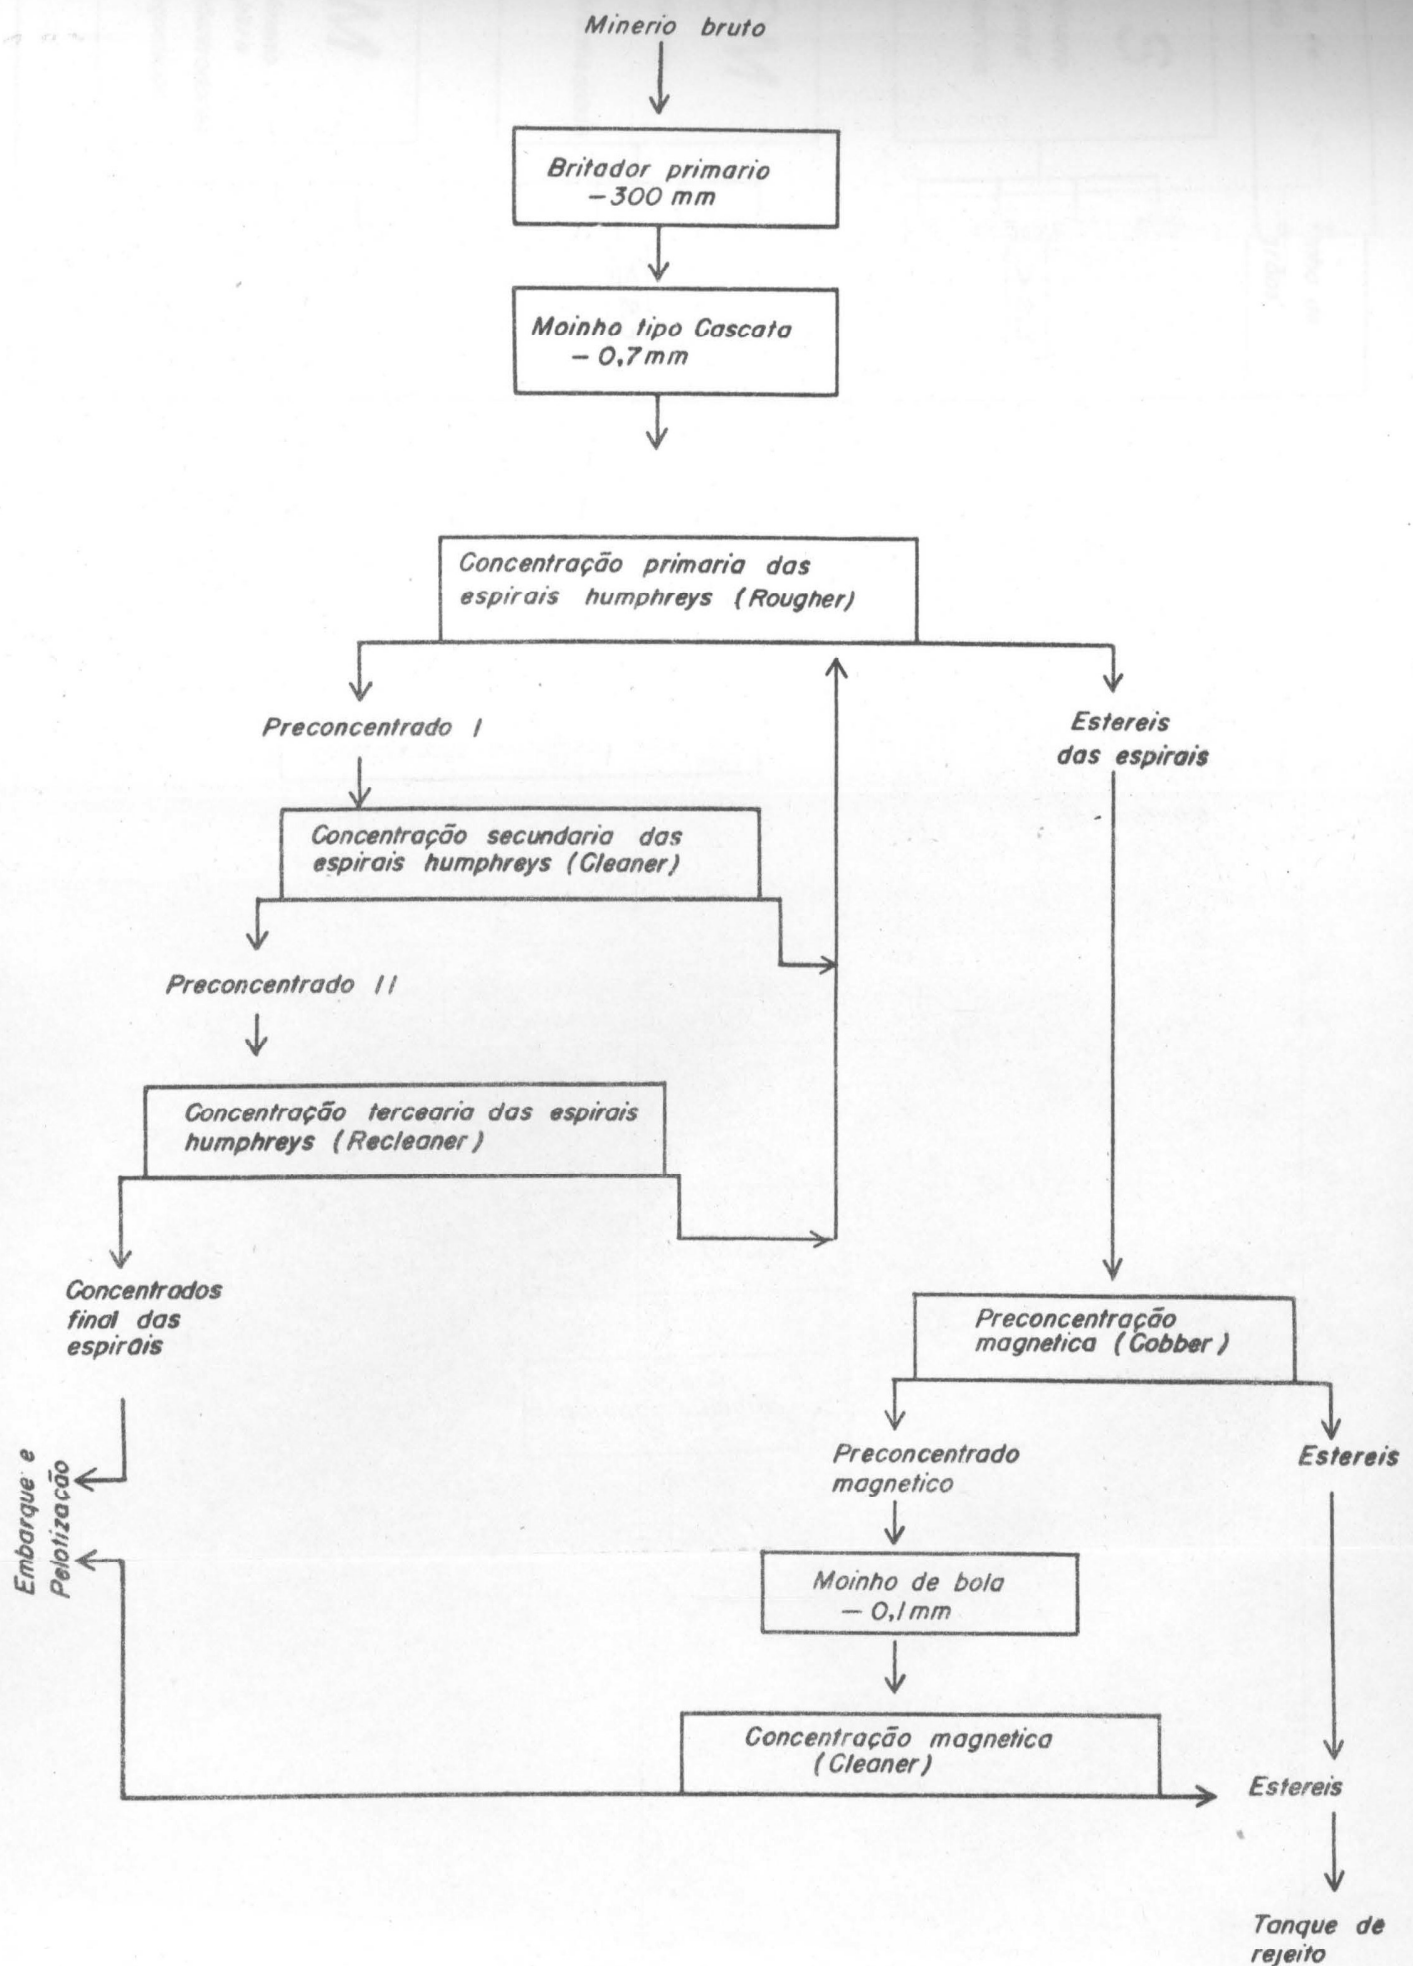 Minerio bruto
Britador primario
-300 mm
Moinho tipo Cascata
- 0,7mm
Concentração primaria das
espirais humphreys (Rougher)
Preconcentrado I
Estereis
das espirais
Concentração secundaria das
espirais humphreys (Cleaner)
Preconcentrado II
Concentração tercearia das espirais
humphreys (Recleaner)
Concentrados
final das
espirais
Preconcentração
magnetica (Cobber)
Preconcentrado
magnetico
Estereis
Embarque e
Pelotização
Moinho de bola
- 0,1mm
Concentração magnetica
(Cleaner)
Estereis
Tanque de
rejeito